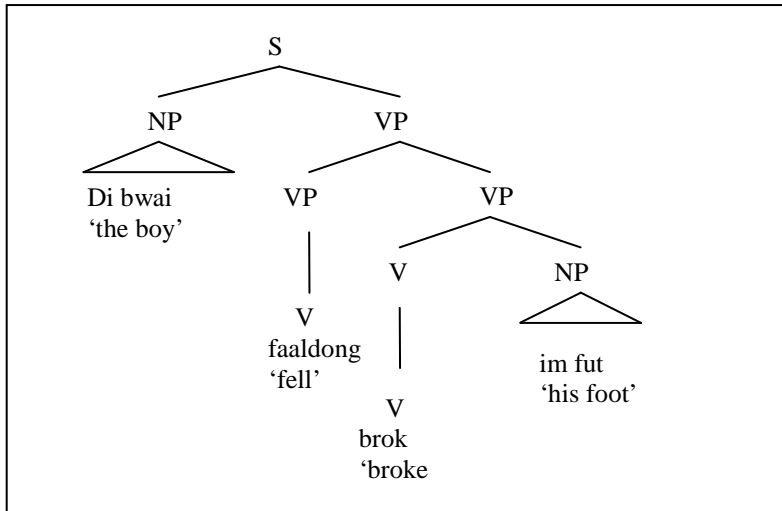 S
NP VP
Di bwai
‘the boy’
VP VP
V NP
V
faaldong
‘fell’
im fut
‘his foot’
V
brok
‘broke